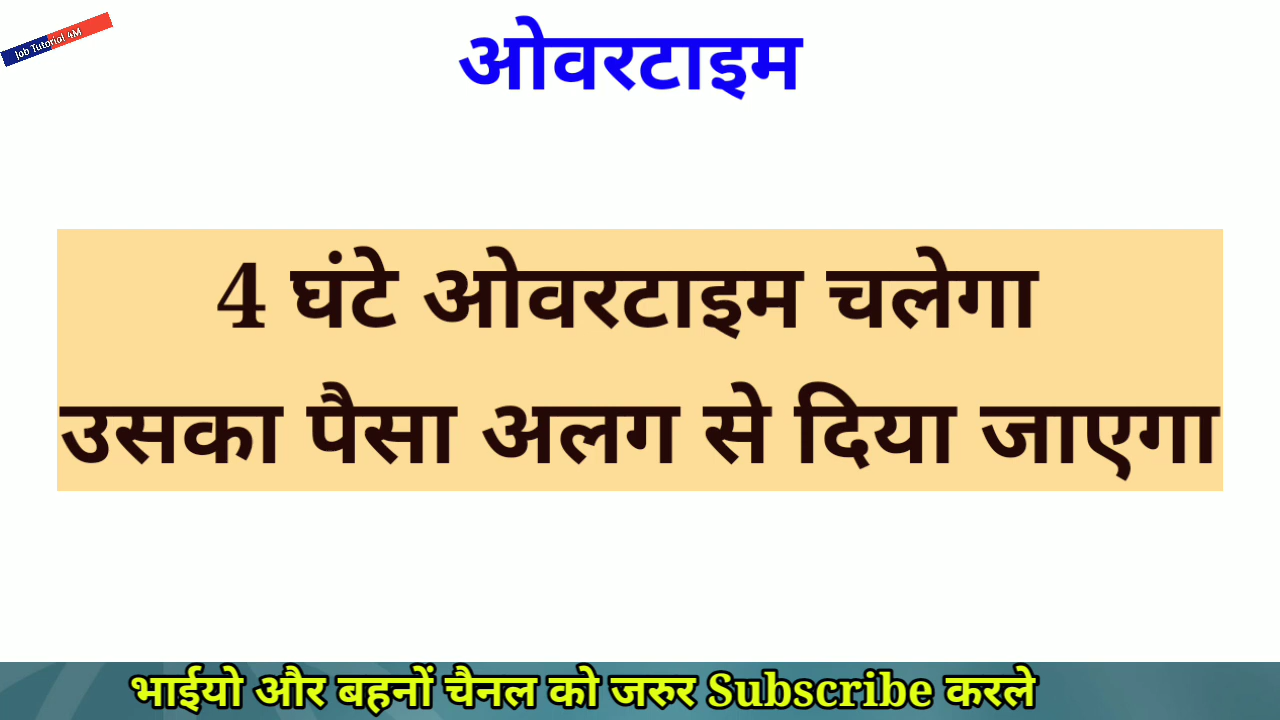 Job Tutorial 4M
ओवरटाइम
4 घंटे ओवरटाइम चलेगा
उसका पैसा अलग से दिया जाएगा
भाईयो और बहनों चैनल को जरुर Subscribe करले